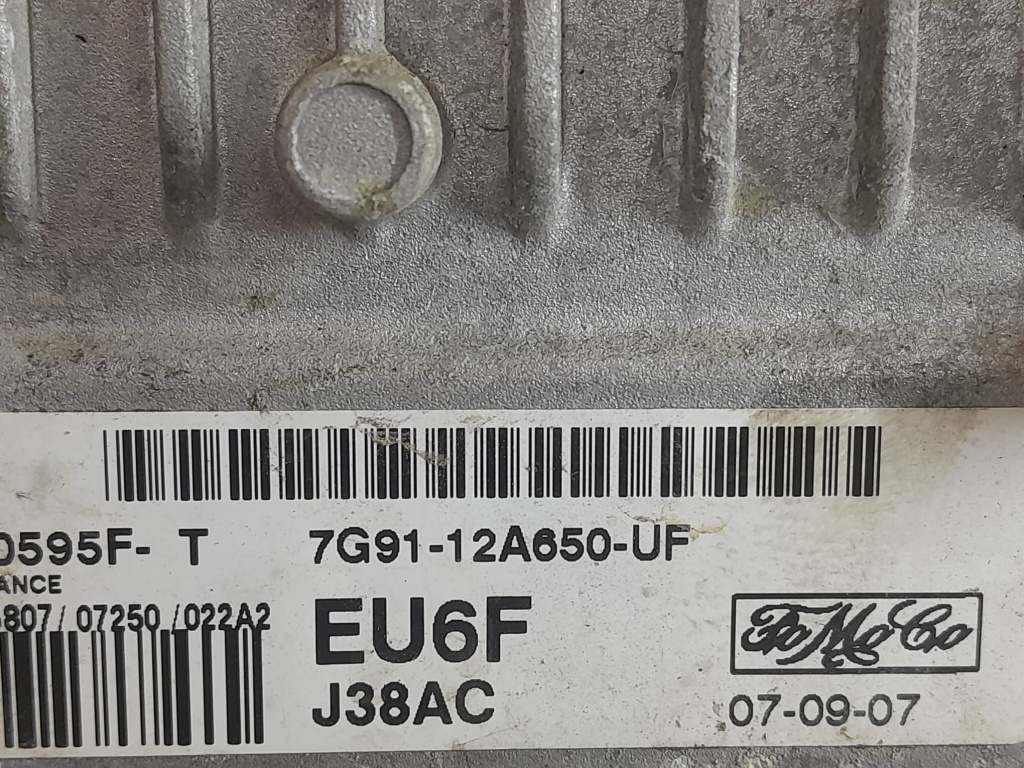 0595F- T 7G91-12A650-UF
ANCE
807/ 07250 /022A2
EU6F
FoMoCo
J38AC
07-09-07